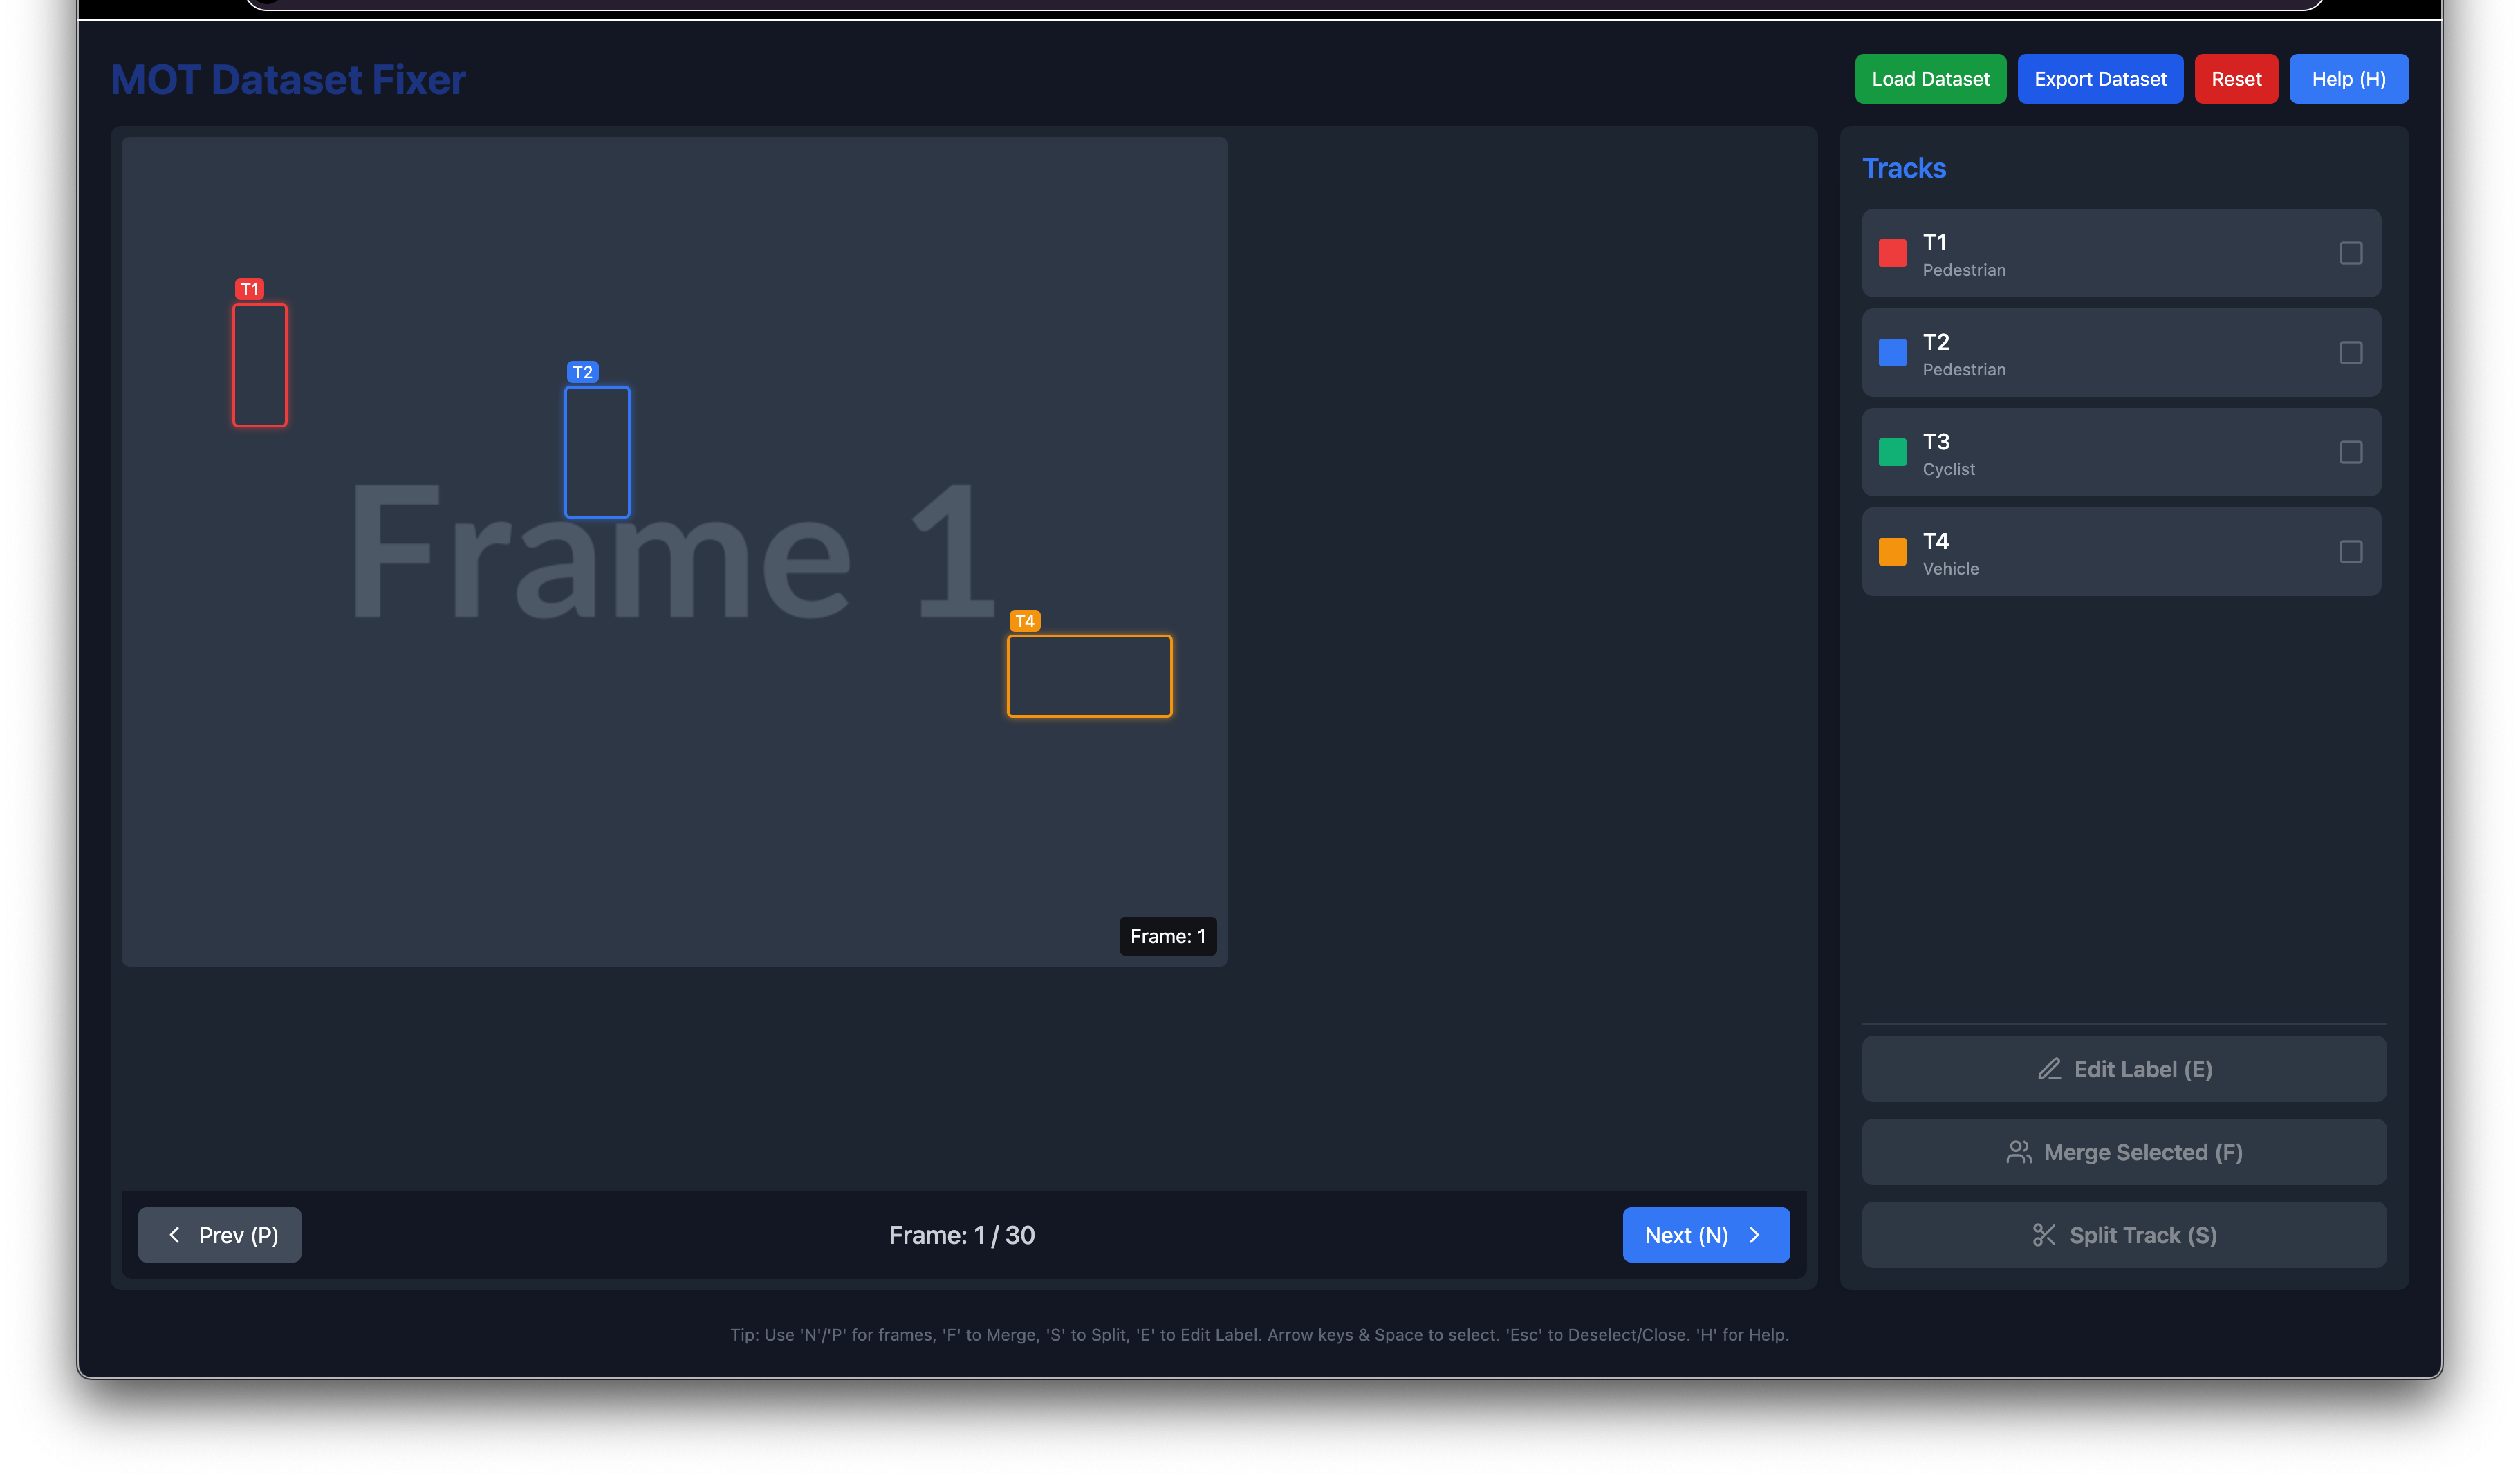 MOT Dataset Fixer
Load Dataset
Export Dataset
Reset
Help (H)
T1
T2
Frame 1
T4
Frame: 1
Prev (P)
Frame: 1 / 30
Next (N)
Tracks
T1
Pedestrian
T2
Pedestrian
T3
Cyclist
T4
Vehicle
Edit Label (E)
Merge Selected (F)
Split Track (S)
Tip: Use 'N'/'P' for frames, 'F' to Merge, 'S' to Split, 'E' to Edit Label. Arrow keys & Space to select. 'Esc' to Deselect/Close. 'H' for Help.